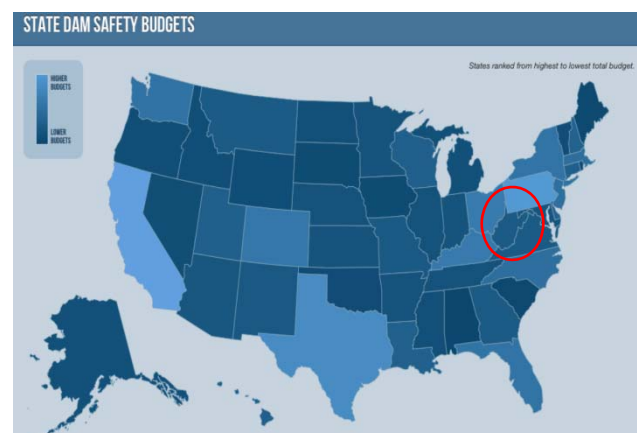 STATE DAM SAFETY BUDGETS
States ranked from highest to lowest total budget.
HIGHER
BUDGETS
LOWER
BUDGETS